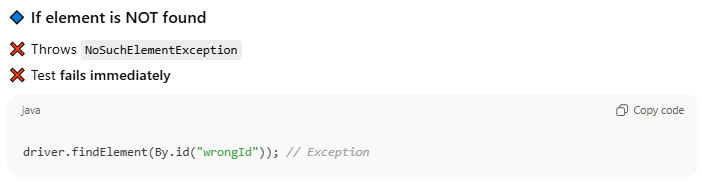 If element is NOT found
Throws NoSuchElementException
Test fails immediately
java
Copy code
driver.findElement(By.id("wrongId")); // Exception